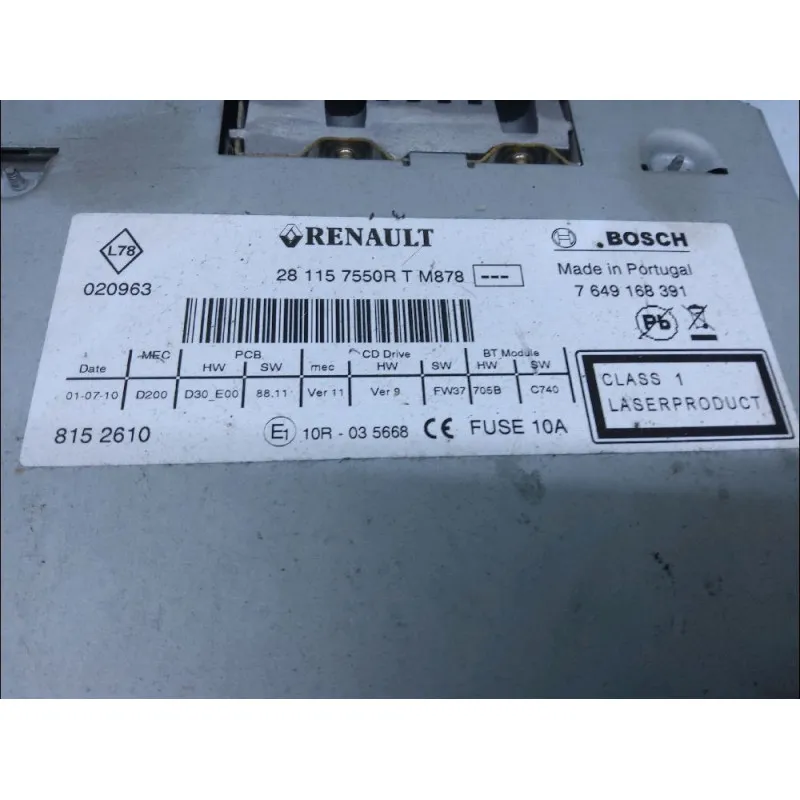 L78
RENAULT
.BOSCH
020963
28 115 7550R T M878 ---
Made in Portugal
7 649 168 391
Pb
MEC PCB CD Drive BT Module
Date HW SW mec HW SW HW SW
01-07-10 D200 D30_E00 88.11 Ver 11 Ver 9 FW37 705B C740
CLASS 1
LASERPRODUCT
815 2610
E1 10R - 03 5668 CE FUSE 10A